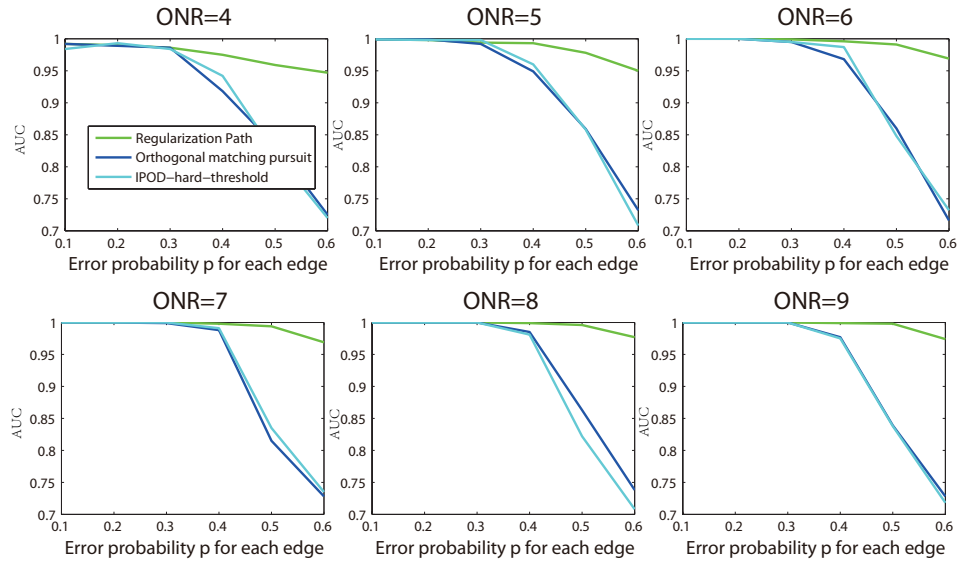 ONR=4
1
0.95
0.9
0.85
0.8
0.75
0.7
AUC
Regularization Path
Orthogonal matching pursuit
IPOD−hard−threshold
0.1 0.2 0.3 0.4 0.5 0.6
Error probability p for each edge
ONR=5
1
0.95
0.9
0.85
0.8
0.75
0.7
AUC
0.1 0.2 0.3 0.4 0.5 0.6
Error probability p for each edge
ONR=6
1
0.95
0.9
0.85
0.8
0.75
0.7
AUC
0.1 0.2 0.3 0.4 0.5 0.6
Error probability p for each edge
ONR=7
1
0.95
0.9
0.85
0.8
0.75
0.7
AUC
0.1 0.2 0.3 0.4 0.5 0.6
Error probability p for each edge
ONR=8
1
0.95
0.9
0.85
0.8
0.75
0.7
AUC
0.1 0.2 0.3 0.4 0.5 0.6
Error probability p for each edge
ONR=9
1
0.95
0.9
0.85
0.8
0.75
0.7
AUC
0.1 0.2 0.3 0.4 0.5 0.6
Error probability p for each edge